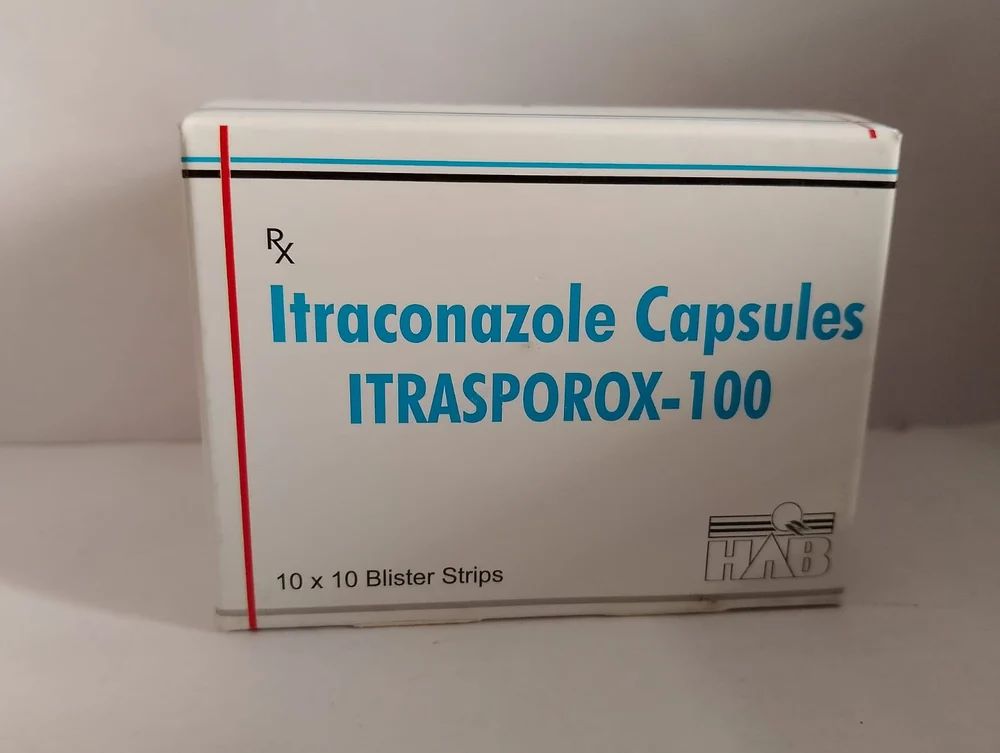 Rx
Itraconazole Capsules
ITRASPOROX-100
HAB
10 x 10 Blister Strips